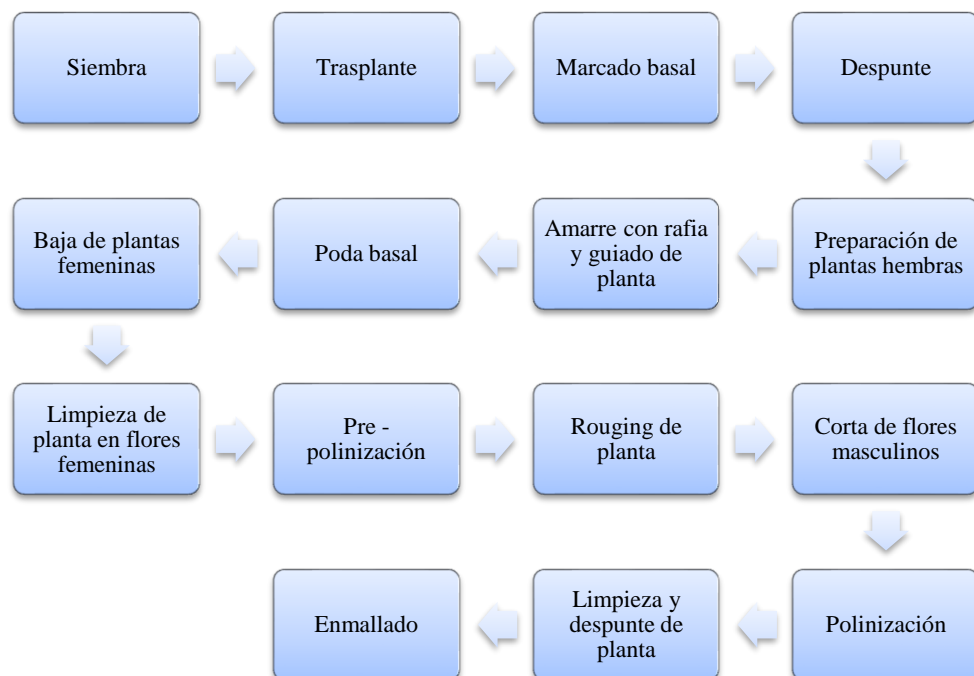 Siembra
Trasplante
Marcado basal
Despunte
Preparación de
plantas hembras
Amarre con rafia
y guiado de
planta
Poda basal
Baja de plantas
femeninas
Limpieza de
planta en flores
femeninas
Pre -
polinización
Rouging de
planta
Corta de flores
masculinos
Polinización
Limpieza y
despunte de
planta
Enmallado